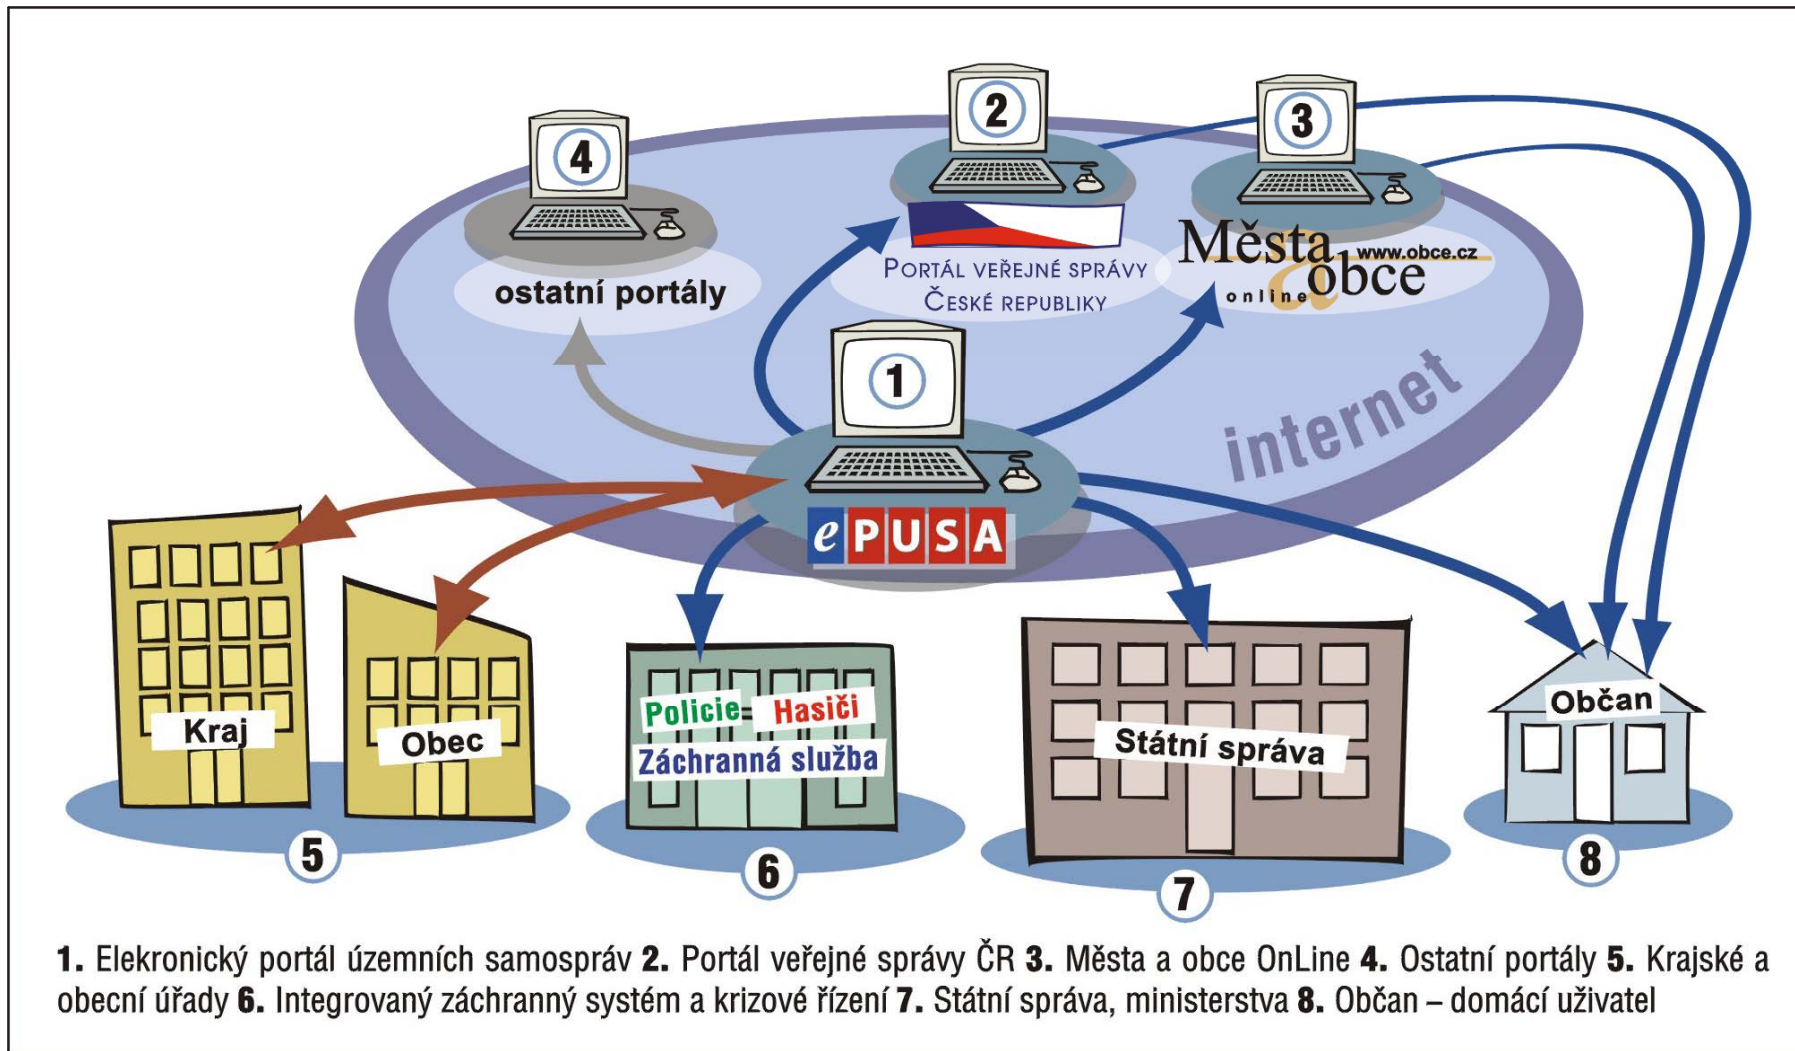 4
2
3
ostatní portály
PORTÁL VEŘEJNÉ SPRÁVY
ČESKÉ REPUBLIKY
Města
www.obce.cz
a
online obce
1
internet
ePUSA
Kraj
Obec
Policie Hasiči
Záchranná služba
Státní správa
Občan
5
6
7
8
1. Elekronický portál územních samospráv 2. Portál veřejné správy ČR 3. Města a obce OnLine 4. Ostatní portály 5. Krajské a
obecní úřady 6. Integrovaný záchranný systém a krizové řízení 7. Státní správa, ministerstva 8. Občan – domácí uživatel